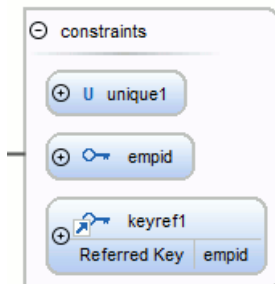 constraints
U unique1
empid
keyref1
Referred Key empid